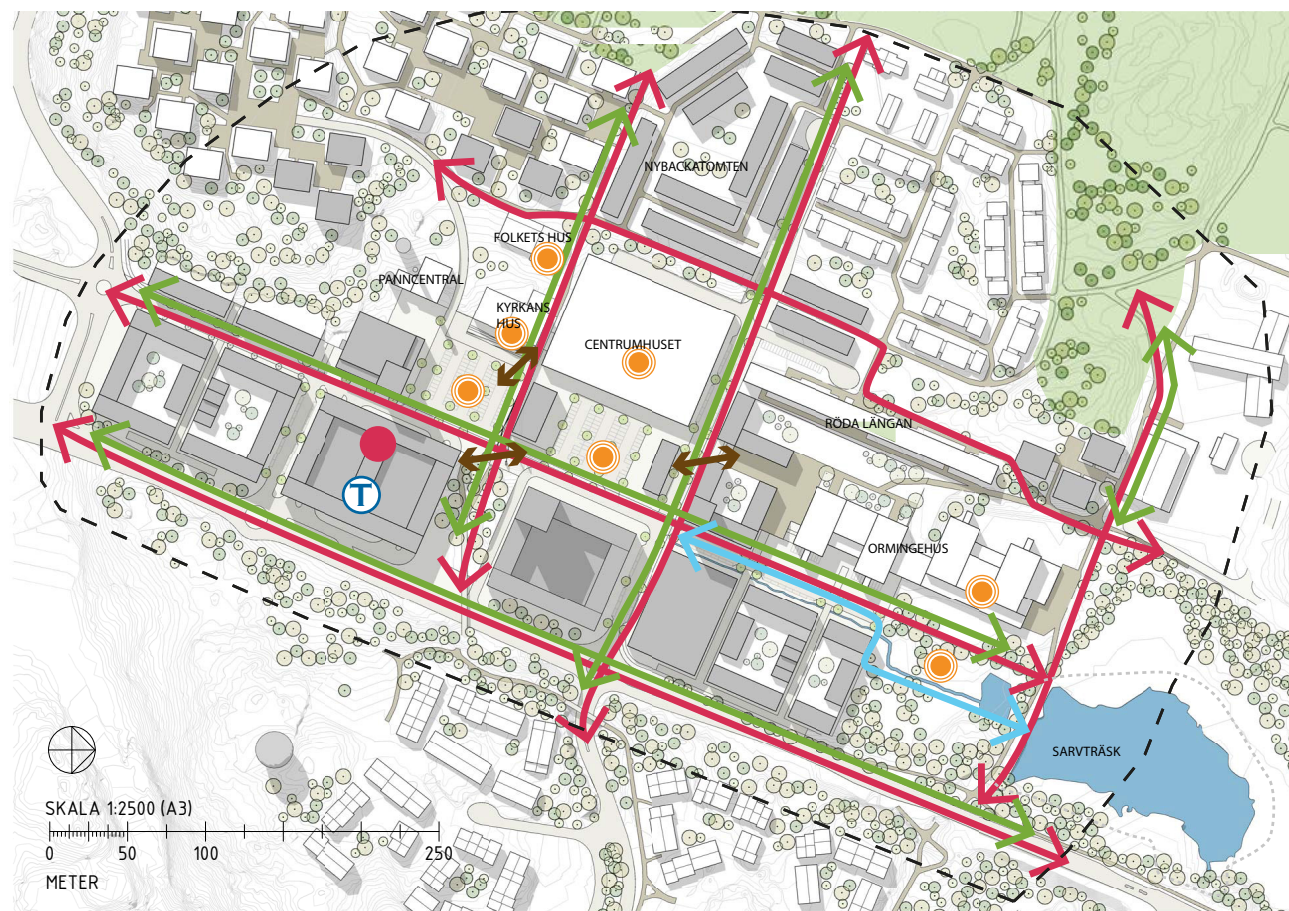 NYBACKATOMTEN
FOLKETS HUS
PANNCENTRAL
KYRKANS
HUS
CENTRUMHUSET
RÖDA LÄNGAN
T
ORMINGEHUS
SARVTRÄSK
SKALA 1:2500 (A3)
0 50 100 250
METER